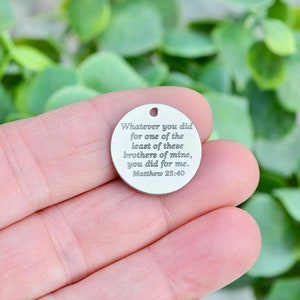 Whatever you did
for one of the
least of these
brothers of mine,
you did for me.
Matthew 25:40